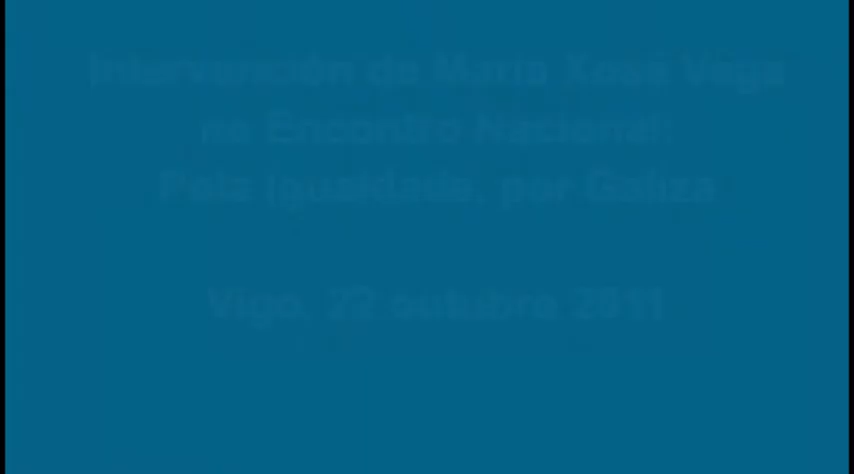 Intervención de María Xosé Vega
no Encontro Nacional:
Pola Igualdade, por Galiza
Vigo, 22 outubro 2011